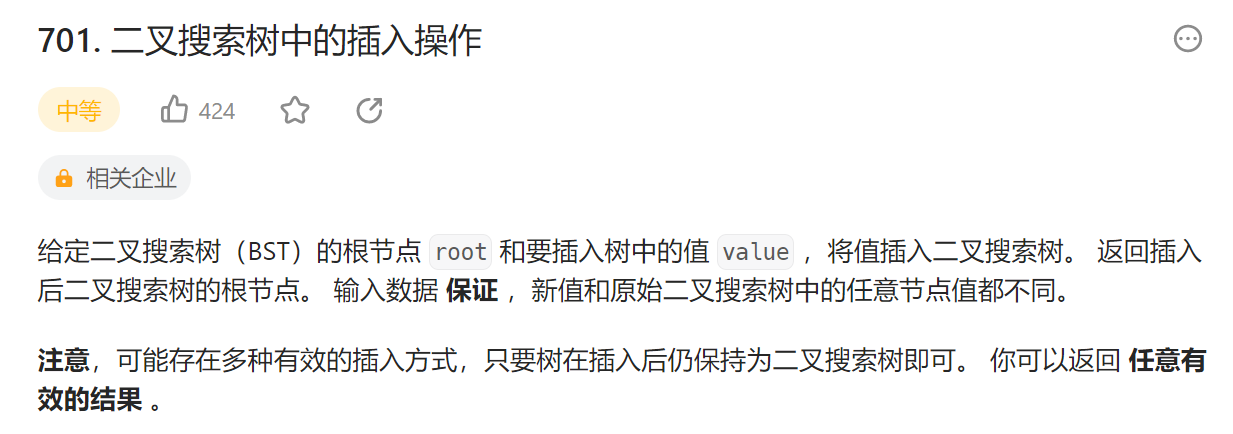 701. 二叉搜索树中的插入操作
中等 424
相关企业
给定二叉搜索树（BST）的根节点 root 和要插入树中的值 value ，将值插入二叉搜索树。 返回插入
后二叉搜索树的根节点。 输入数据 保证 ，新值和原始二叉搜索树中的任意节点值都不同。
注意，可能存在多种有效的插入方式，只要树在插入后仍保持为二叉搜索树即可。 你可以返回 任意有
效的结果 。